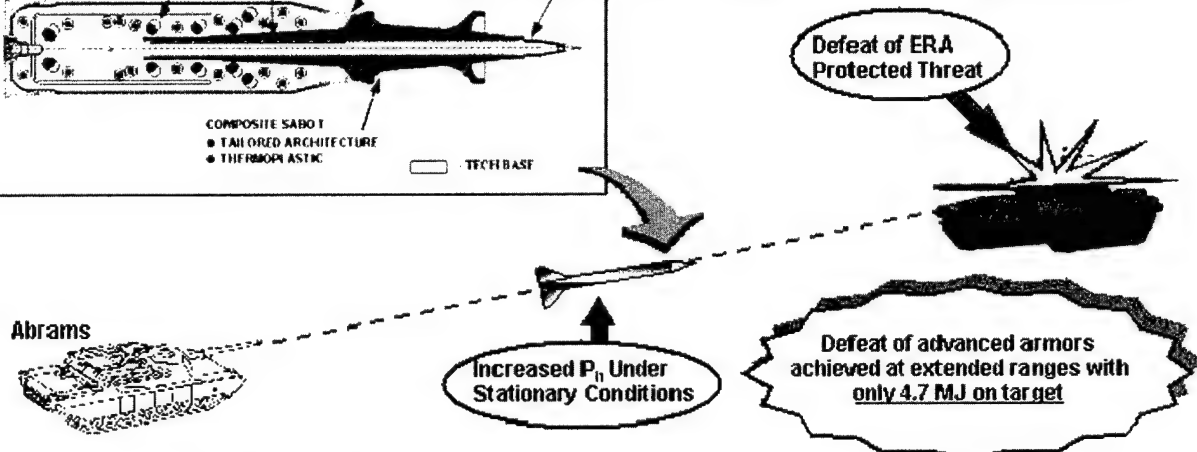 COMPOSITE SABOT
● TAILORED ARCHITECTURE
● THERMOPLASTIC
TECH BASE
Defeat of ERA
Protected Threat
Abrams
Increased Ph Under
Stationary Conditions
Defeat of advanced armors
achieved at extended ranges with
only 4.7 MJ on target